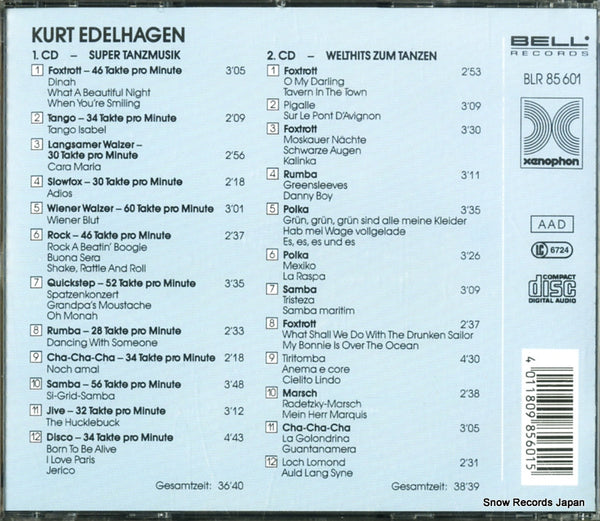 KURT EDELHAGEN
1. CD – SUPER TANZMUSIK
1 Foxtrott – 46 Takte pro Minute 3'05
Dinah
What A Beautiful Night
When You're Smiling
2 Tango – 34 Takte pro Minute 2'09
Tango Isabel
3 Langsamer Walzer –
30 Takte pro Minute 2'56
Cara Maria
4 Slowfox – 30 Takte pro Minute 2'18
Adios
5 Wiener Walzer – 60 Takte pro Minute 3'01
Wiener Blut
6 Rock – 46 Takte pro Minute 2'37
Rock A Beatin' Boogie
Buona Sera
Shake, Rattle And Roll
7 Quickstep – 52 Takte pro Minute 3'35
Spatzenkonzert
Grandpa's Moustache
Oh Monah
8 Rumba – 28 Takte pro Minute 2'33
Dancing With Someone
9 Cha-Cha-Cha – 34 Takte pro Minute 2'18
Noch amal
10 Samba – 56 Takte pro Minute 3'48
Si-Grid-Samba
11 Jive – 32 Takte pro Minute 3'12
The Hucklebuck
12 Disco – 34 Takte pro Minute 4'43
Born To Be Alive
I Love Paris
Jerico
Gesamtzeit: 36'40
2. CD – WELTHITS ZUM TANZEN
1 Foxtrott 2'53
O My Darling
Tavern In The Town
2 Pigalle 3'09
Sur Le Pont D'Avignon
3 Foxtrott 3'30
Moskauer Nächte
Schwarze Augen
Kalinka
4 Rumba 3'11
Greensleeves
Danny Boy
5 Polka 3'35
Grün, grün, grün sind alle meine Kleider
Hab mei Wage vollgelade
Es, es, es und es
6 Polka 3'26
Mexiko
La Raspa
7 Samba 3'09
Tristeza
Samba maritim
8 Foxtrott 2'37
What Shall We Do With The Drunken Sailor
My Bonnie Is Over The Ocean
9 Tiritomba 4'30
Anema e core
Cielito Lindo
10 Marsch 2'38
Radetzky-Marsch
Mein Herr Marquis
11 Cha-Cha-Cha 3'05
La Golondrina
Guantanamera
12 Loch Lomond 2'31
Auld Lang Syne
Gesamtzeit: 38'39
BELL
RECORDS
BLR 85 601
xenophon
AAD
LC 6724
COMPACT
disc
DIGITAL AUDIO
4 011809 856015
Snow Records Japan